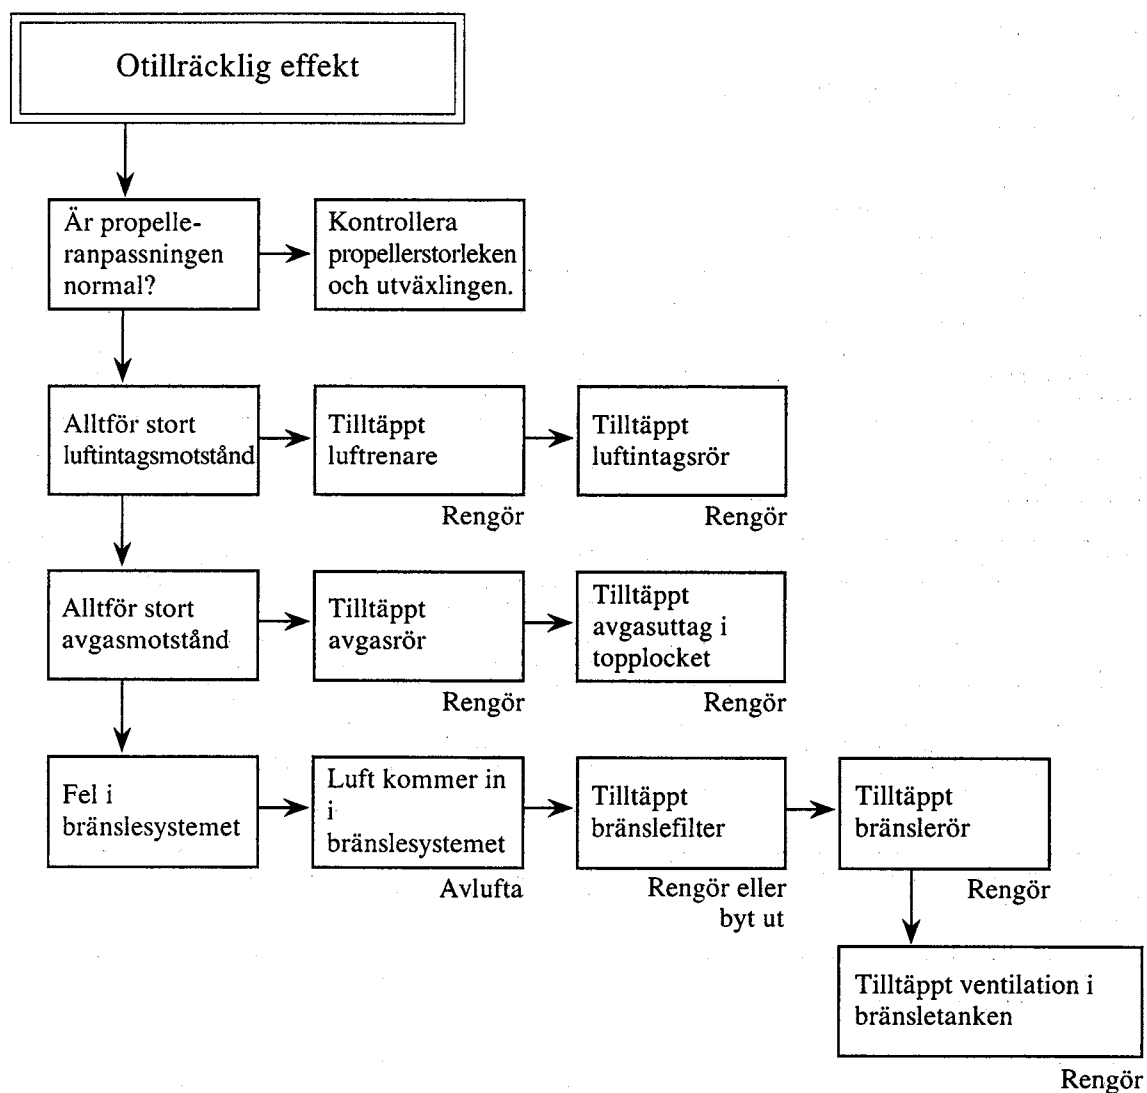 Otillräcklig effekt
Är propelle-
ranpassningen
normal?
Kontrollera
propellerstorleken
och utväxlingen.
Alltför stort
luftintagsmotstånd
Tilltäppt
luftrenare
Rengör
Tilltäppt
luftintagsrör
Rengör
Alltför stort
avgasmotstånd
Tilltäppt
avgasrör
Rengör
Tilltäppt
avgasuttag i
topplocket
Rengör
Fel i
bränslesystemet
Luft kommer in
i
bränslesystemet
Avlufta
Tilltäppt
bränslefilter
Rengör eller
byt ut
Tilltäppt
bränslerör
Rengör
Tilltäppt ventilation i
bränsletanken
Rengör